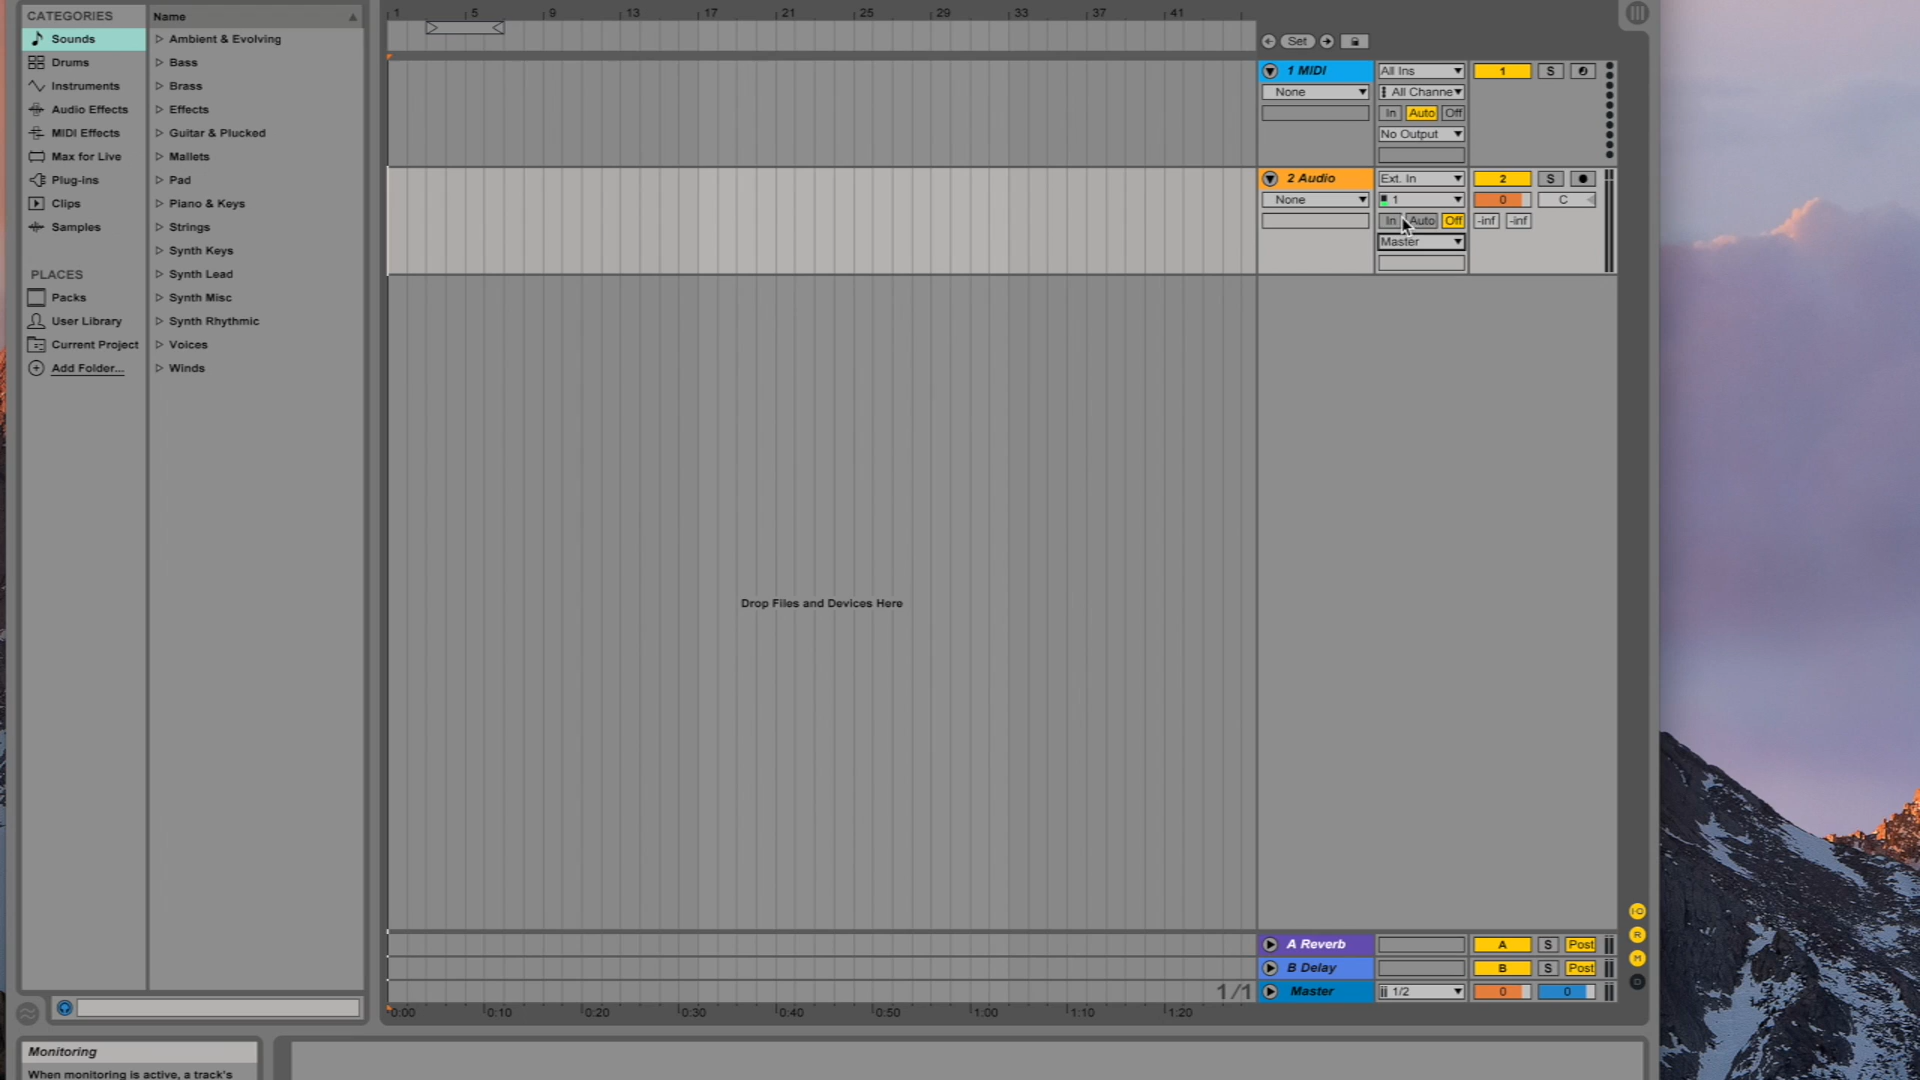 CATEGORIES
Sounds
Drums
Instruments
Audio Effects
MIDI Effects
Max for Live
Plug-ins
Clips
Samples
PLACES
Packs
User Library
Current Project
Add Folder...
Name
Ambient & Evolving
Bass
Brass
Effects
Guitar & Plucked
Mallets
Pad
Piano & Keys
Strings
Synth Keys
Synth Lead
Synth Misc
Synth Rhythmic
Voices
Winds
1 5 9 13 17 21 25 29 33 37 41
Set
1 MIDI All Ins 1 S
None All Channe
In Auto Off
No Output
2 Audio Ext. In 2 S
None 1 0 C
In Auto Off -inf -inf
Master
Drop Files and Devices Here
A Reverb A S Post
B Delay B S Post
1/1 Master 1/2 0 0
0:00 0:10 0:20 0:30 0:40 0:50 1:00 1:10 1:20
I-O
R
M
D
Monitoring
When monitoring is active, a track's